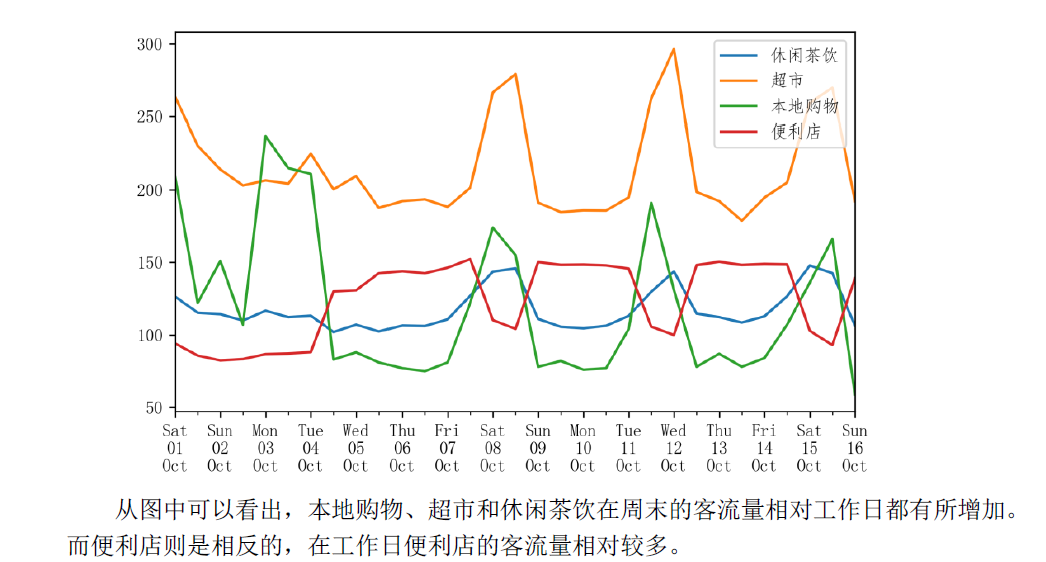 300
250
200
150
100
50
休闲茶饮
超市
本地购物
便利店
Sat Sun Mon Tue Wed Thu Fri Sat Sun Mon Tue Wed Thu Fri Sat Sun
01 02 03 04 05 06 07 08 09 10 11 12 13 14 15 16
Oct Oct Oct Oct Oct Oct Oct Oct Oct Oct Oct Oct Oct Oct Oct Oct
从图中可以看出，本地购物、超市和休闲茶饮在周末的客流量相对工作日都有所增加。
而便利店则是相反的，在工作日便利店的客流量相对较多。